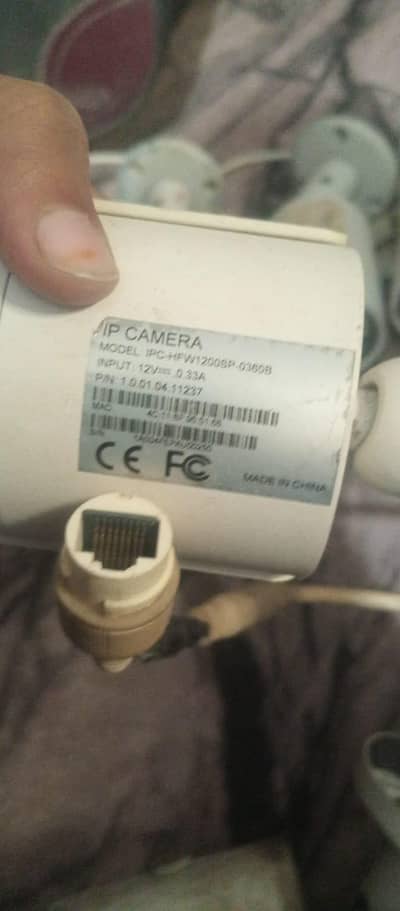 IP CAMERA
MODEL: IPC-HFW1200SP-0360B
INPUT: 12V⎓ 0.33A
P/N: 1.0.01.04.11237
MAC:
S/N:
CE FC
MADE IN CHINA